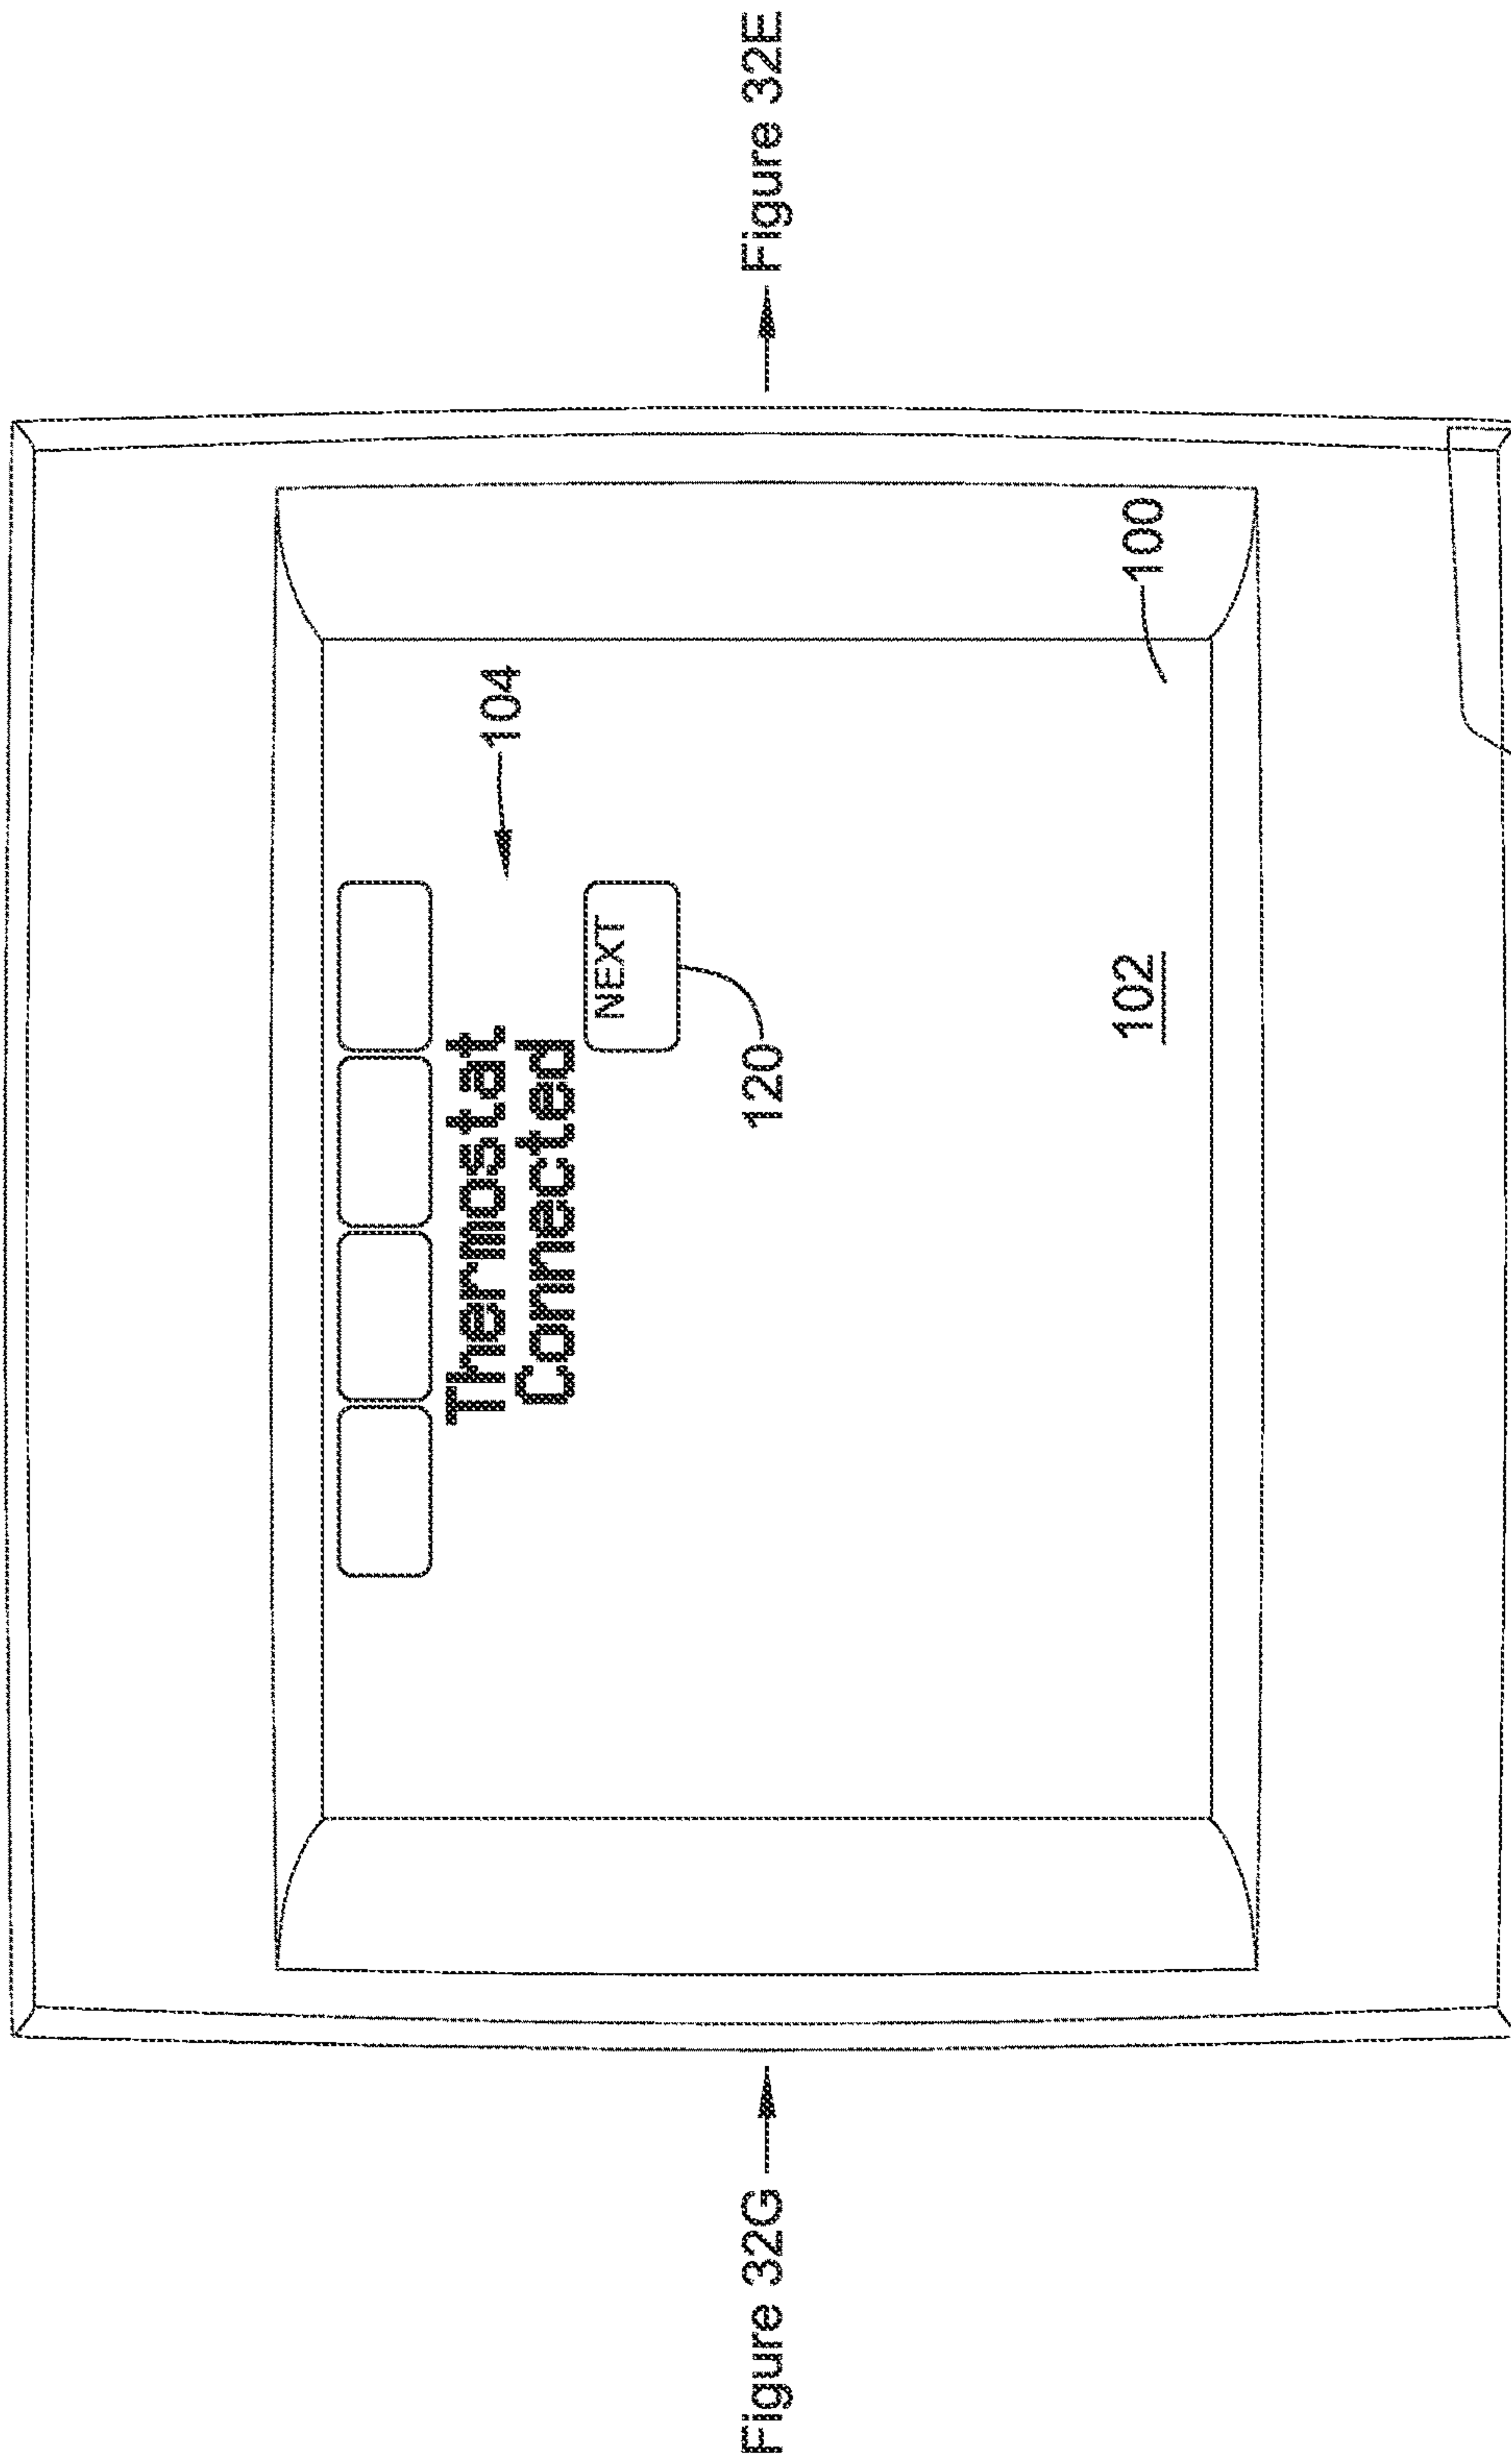 104
Thermostat
Connected
NEXT
120
Figure 32G
Figure 32E
102
100